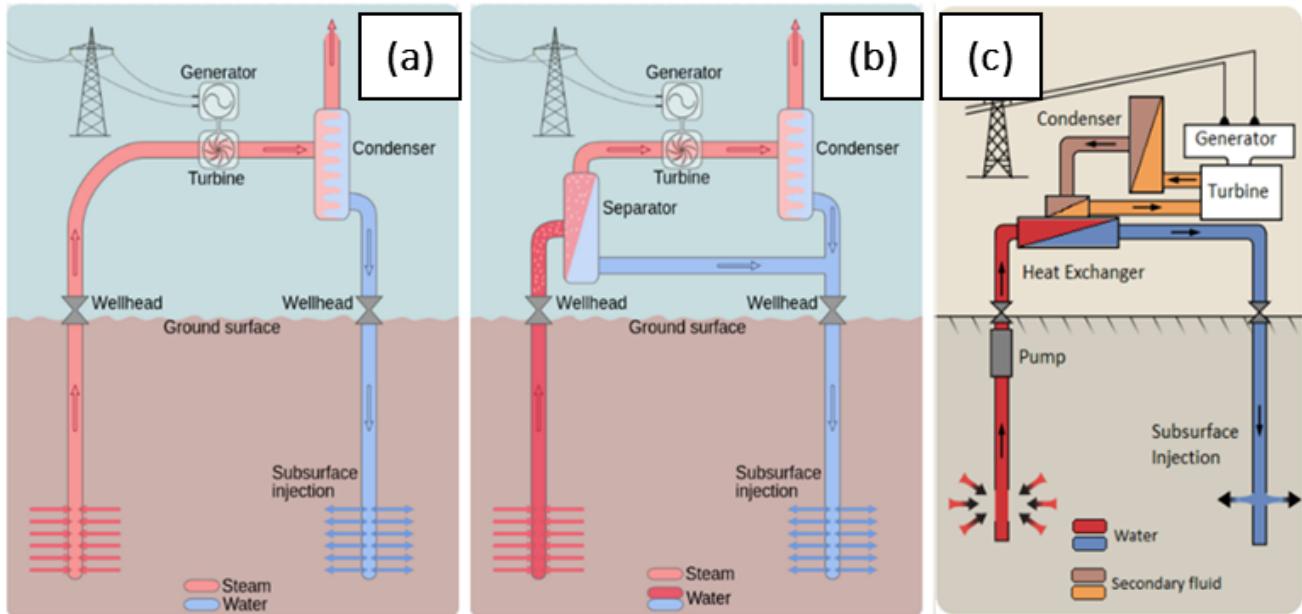 (a)
Generator
Turbine
Condenser
Wellhead
Wellhead
Ground surface
Subsurface
injection
Steam
Water
(b)
Generator
Turbine
Condenser
Separator
Wellhead
Wellhead
Ground surface
Subsurface
injection
Steam
Water
(c)
Condenser
Generator
Turbine
Heat Exchanger
Pump
Subsurface
Injection
Water
Secondary fluid